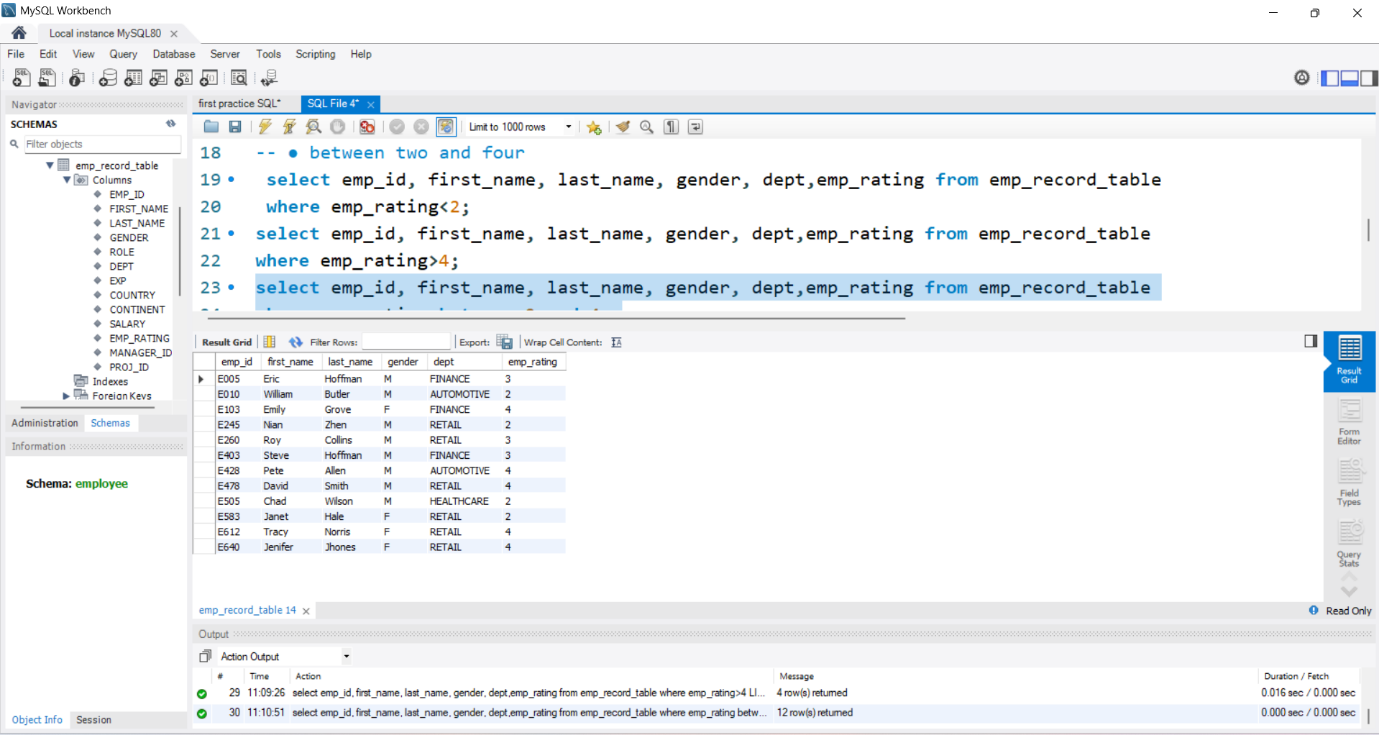 MySQL Workbench
Local instance MySQL80
File Edit View Query Database Server Tools Scripting Help
Navigator
SCHEMAS
Filter objects
emp_record_table
Columns
EMP_ID
FIRST_NAME
LAST_NAME
GENDER
ROLE
DEPT
EXP
COUNTRY
CONTINENT
SALARY
EMP_RATING
MANAGER_ID
PROJ_ID
Indexes
Foreign Keys
Administration Schemas
Information
Schema: employee
Object Info Session
first practice SQL* SQL File 4*
Limit to 1000 rows
18 -- ● between two and four
19 select emp_id, first_name, last_name, gender, dept,emp_rating from emp_record_table
20 where emp_rating<2;
21 select emp_id, first_name, last_name, gender, dept,emp_rating from emp_record_table
22 where emp_rating>4;
23 select emp_id, first_name, last_name, gender, dept,emp_rating from emp_record_table
Result Grid Filter Rows: Export: Wrap Cell Content:
emp_id first_name last_name gender dept emp_rating
E005 Eric Hoffman M FINANCE 3
E010 William Butler M AUTOMOTIVE 2
E103 Emily Grove F FINANCE 4
E245 Nian Zhen M RETAIL 2
E260 Roy Collins M RETAIL 3
E403 Steve Hoffman M FINANCE 3
E428 Pete Allen M AUTOMOTIVE 4
E478 David Smith M RETAIL 4
E505 Chad Wilson M HEALTHCARE 2
E583 Janet Hale F RETAIL 2
E612 Tracy Norris F RETAIL 4
E640 Jenifer Jhones F RETAIL 4
Result
Grid
Form
Editor
Field
Types
Query
Stats
emp_record_table 14
Read Only
Output
Action Output
# Time Action Message Duration / Fetch
29 11:09:26 select emp_id, first_name, last_name, gender, dept,emp_rating from emp_record_table where emp_rating>4 LI... 4 row(s) returned 0.016 sec / 0.000 sec
30 11:10:51 select emp_id, first_name, last_name, gender, dept,emp_rating from emp_record_table where emp_rating betw... 12 row(s) returned 0.000 sec / 0.000 sec